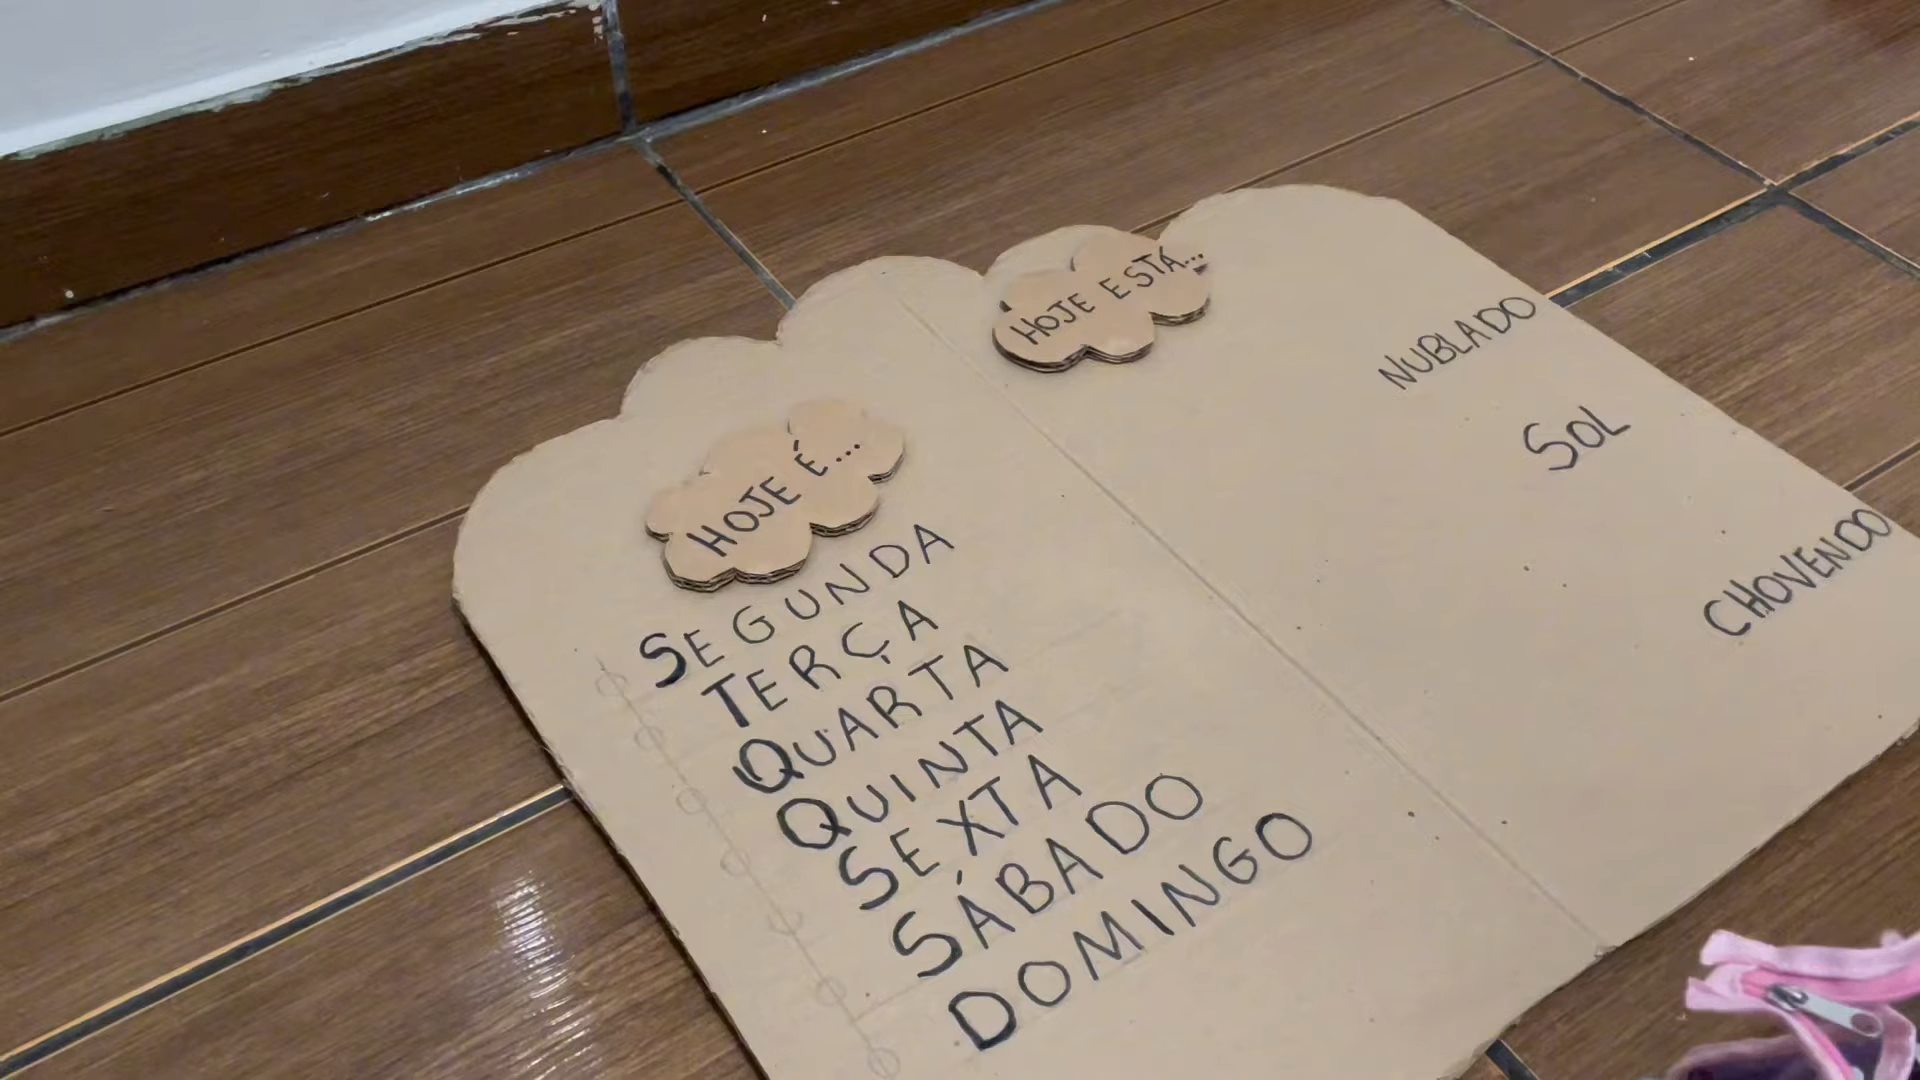 HOJE É...
SEGUNDA
TERÇA
QUARTA
QUINTA
SEXTA
SÁBADO
DOMINGO
HOJE ESTÁ...
NUBLADO
SOL
CHOVENDO